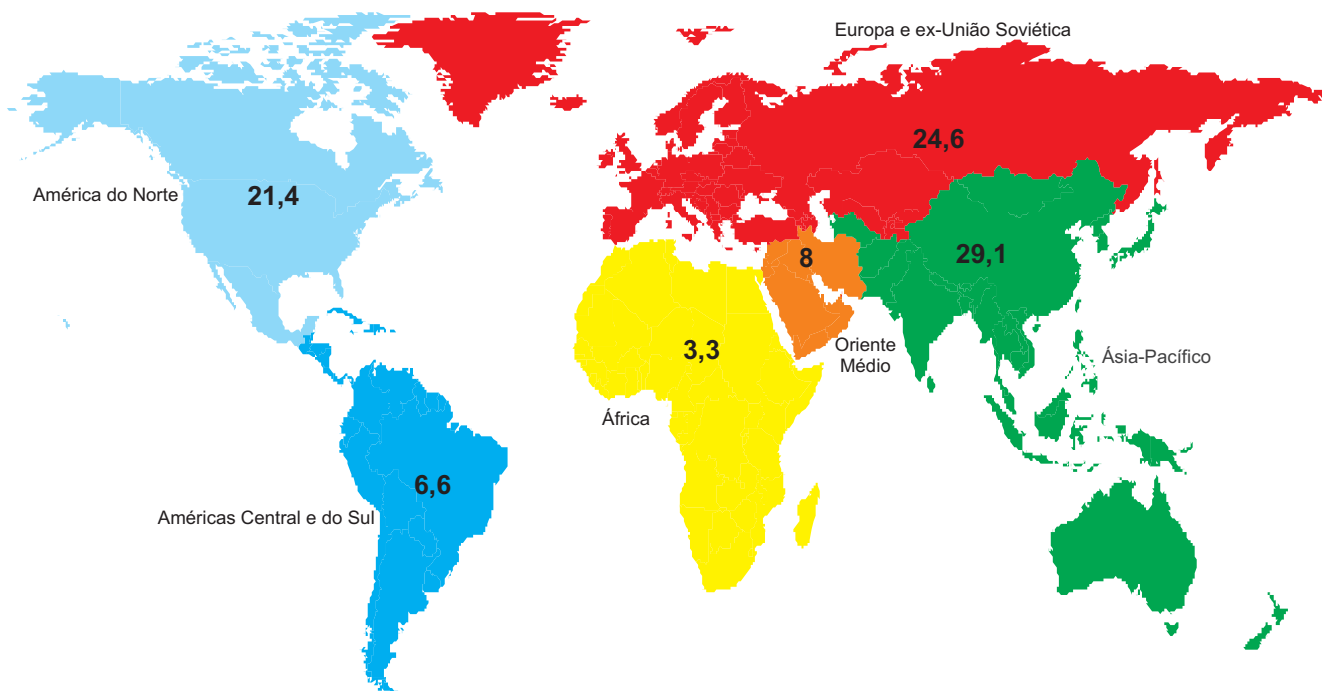 Europa e ex-União Soviética
24,6
América do Norte
21,4
29,1
8
3,3
Oriente
Médio
Ásia-Pacífico
África
6,6
Américas Central e do Sul